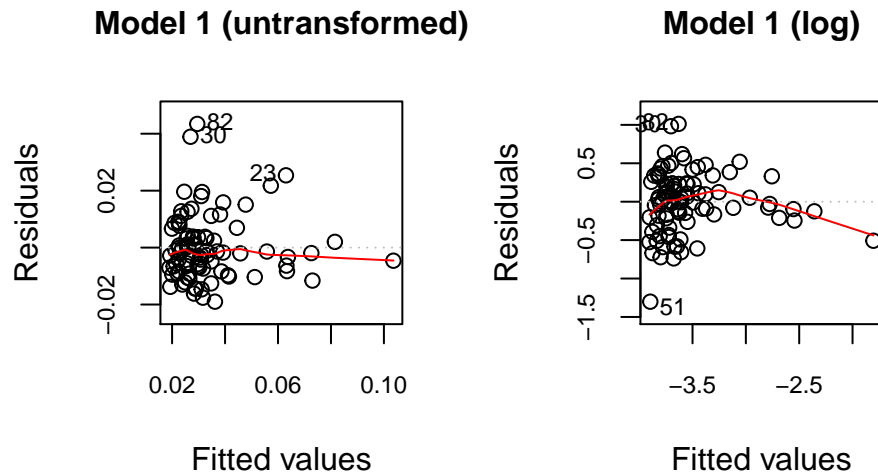 Model 1 (untransformed)
Residuals
0.02
−0.02
82
30
23
0.02 0.06 0.10
Fitted values
Model 1 (log)
Residuals
0.5
−0.5
−1.5
51
−3.5 −2.5
Fitted values